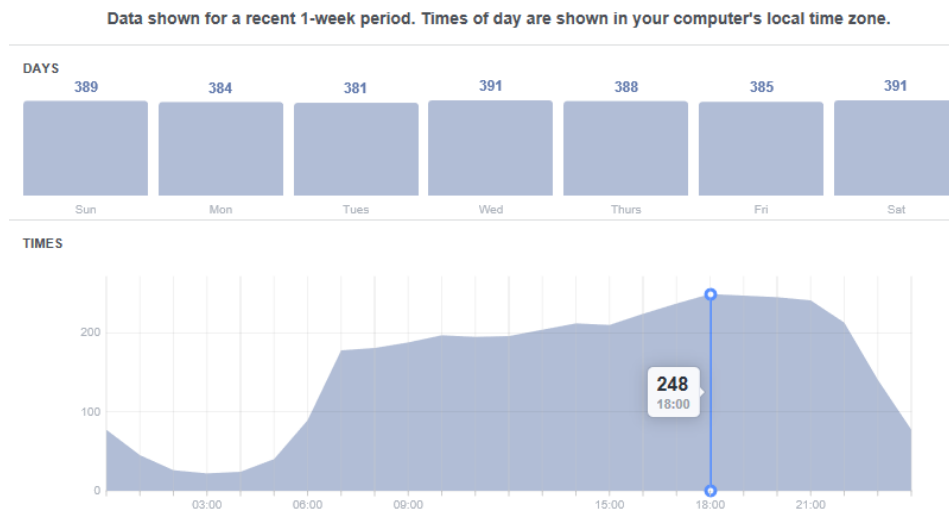 Data shown for a recent 1-week period. Times of day are shown in your computer's local time zone.
DAYS
389 384 381 391 388 385 391
Sun Mon Tues Wed Thurs Fri Sat
TIMES
200
248
18:00
100
0
03:00 06:00 09:00 15:00 18:00 21:00